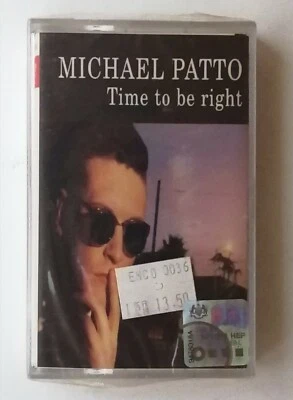 MICHAEL PATTO
Time to be right
ENCO 0036
13.50